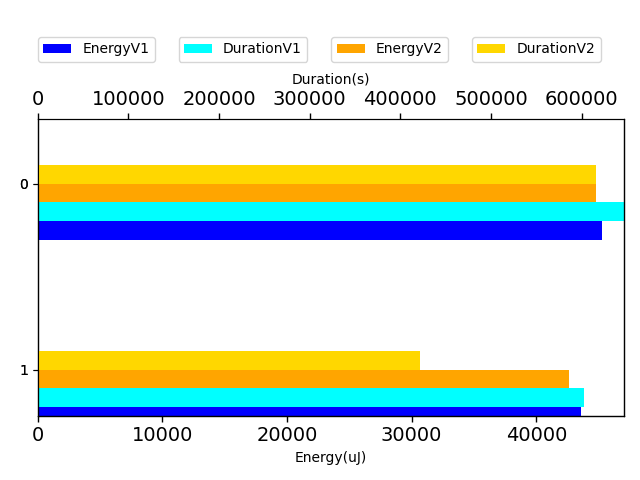 EnergyV1 DurationV1 EnergyV2 DurationV2
Duration(s)
0 100000 200000 300000 400000 500000 600000
0
1
0 10000 20000 30000 40000
Energy(uJ)